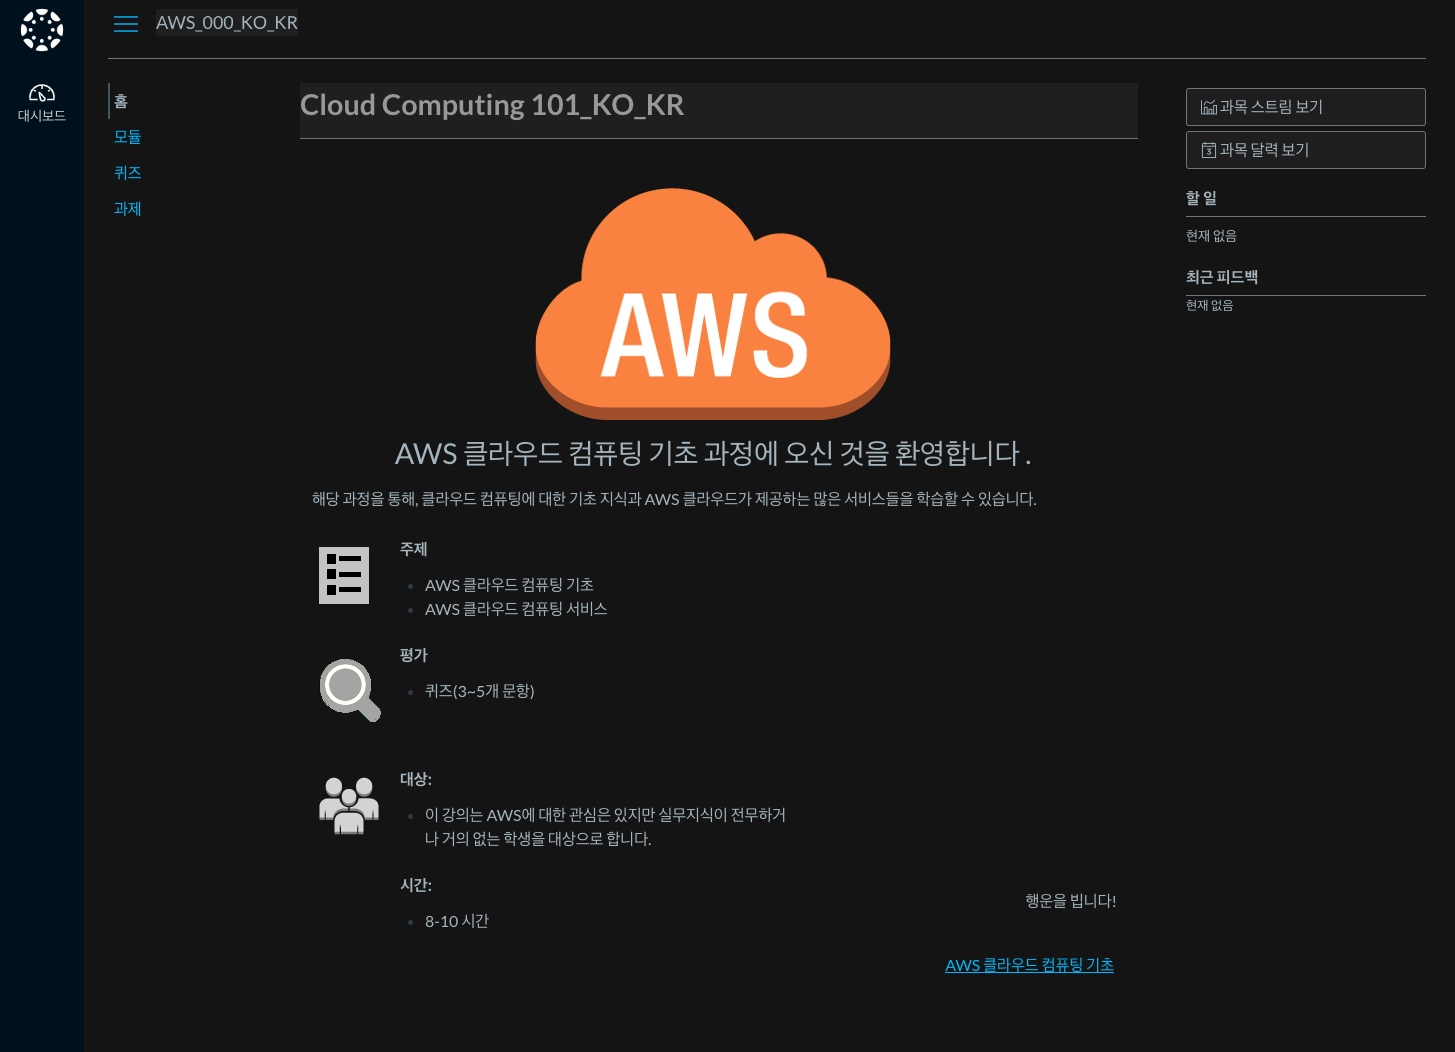 AWS_000_KO_KR
대시보드
홈
모듈
퀴즈
과제
Cloud Computing 101_KO_KR
AWS
AWS 클라우드 컴퓨팅 기초 과정에 오신 것을 환영합니다 .
해당 과정을 통해, 클라우드 컴퓨팅에 대한 기초 지식과 AWS 클라우드가 제공하는 많은 서비스들을 학습할 수 있습니다.
주제
AWS 클라우드 컴퓨팅 기초
AWS 클라우드 컴퓨팅 서비스
평가
퀴즈(3~5개 문항)
대상:
이 강의는 AWS에 대한 관심은 있지만 실무지식이 전무하거
나 거의 없는 학생을 대상으로 합니다.
시간:
8-10 시간
행운을 빕니다!
AWS 클라우드 컴퓨팅 기초
과목 스트림 보기
3 과목 달력 보기
할 일
현재 없음
최근 피드백
현재 없음